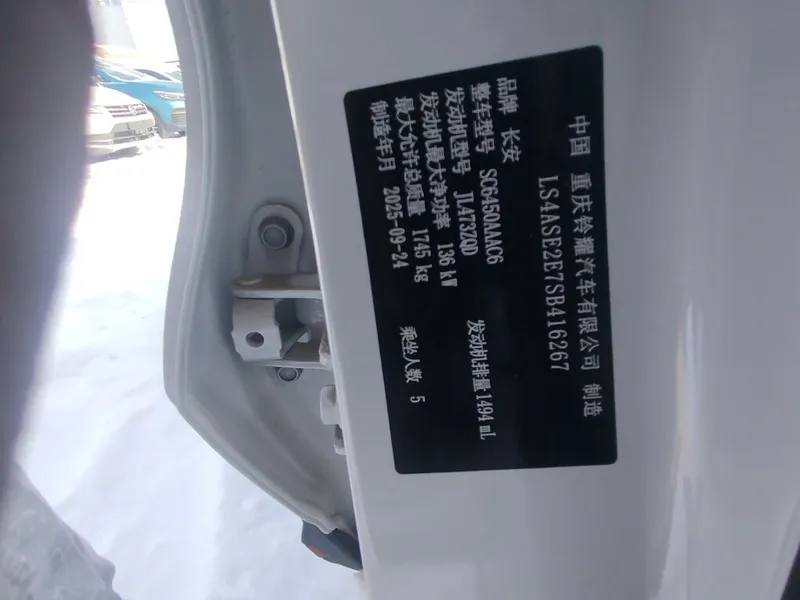 中国 重庆铃耀汽车有限公司 制造
LS4ASE2E7SB416267
品牌 长安
整车型号 SC6450AAAC6
发动机型号 JL473ZQD 发动机排量 1494 mL
发动机最大净功率 136 kW
最大允许总质量 1745 kg 乘坐人数 5
制造年月 2025-09-24